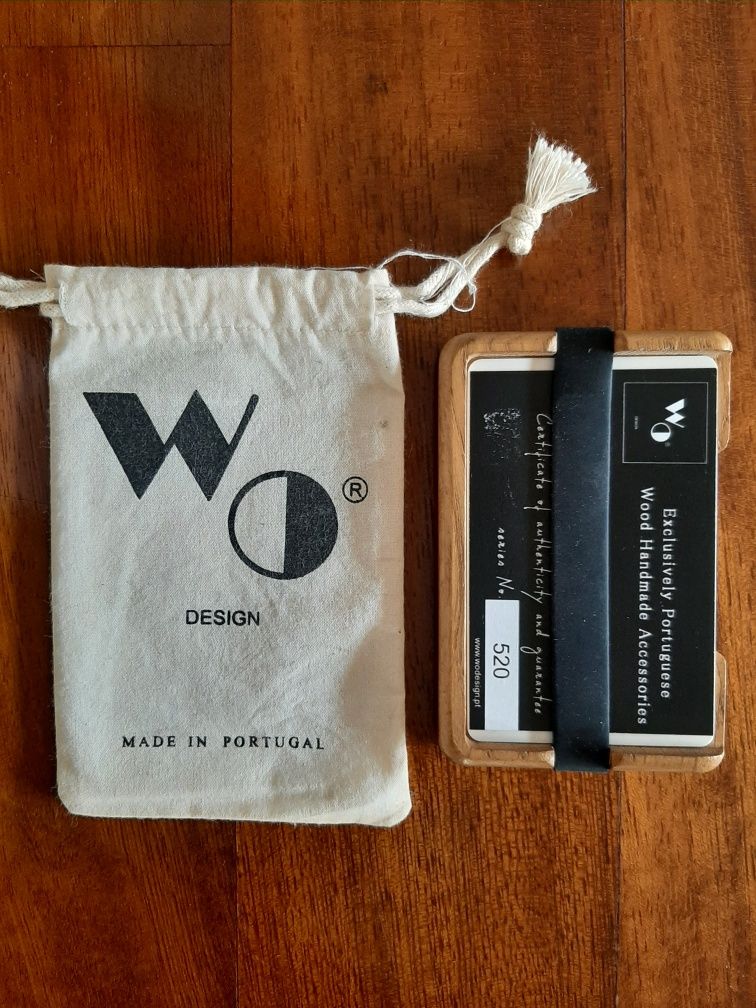 WO®
DESIGN
MADE IN PORTUGAL
WO
Exclusively Portuguese
Wood Handmade Accessories
Certificate of authenticity and guarantee
series No.
520
www.wodesign.pt